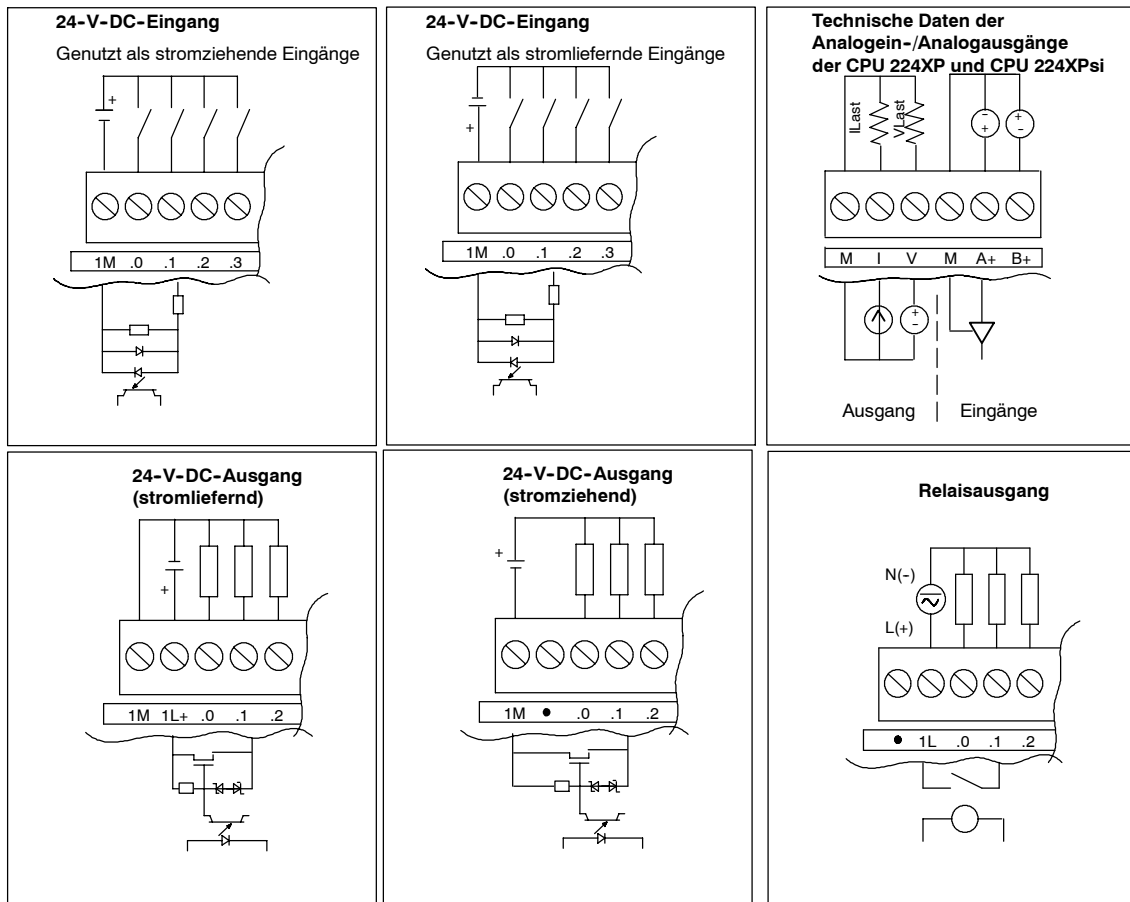 24-V-DC-Eingang
Genutzt als stromziehende Eingänge
+
1M .0 .1 .2 .3
24-V-DC-Eingang
Genutzt als stromliefernde Eingänge
+
1M .0 .1 .2 .3
Technische Daten der
Analogein-/Analogausgänge
der CPU 224XP und CPU 224XPsi
ILast
VLast
- +
+ -
M I V M A+ B+
+ -
Ausgang Eingänge
24-V-DC-Ausgang
(stromliefernd)
+
1M 1L+ .0 .1 .2
24-V-DC-Ausgang
(stromziehend)
+
1M .0 .1 .2
Relaisausgang
N(-)
L(+)
1L .0 .1 .2